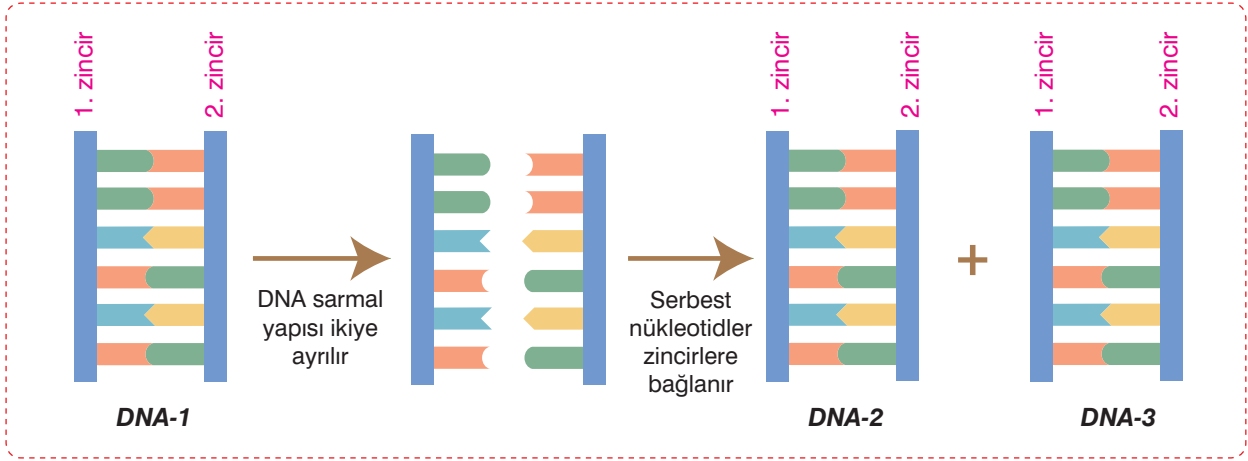 1. zincir
2. zincir
1. zincir
2. zincir
1. zincir
2. zincir
DNA sarmal
yapısı ikiye
ayrılır
Serbest
nükleotidler
zincirlere
bağlanır
+
DNA-1
DNA-2
DNA-3